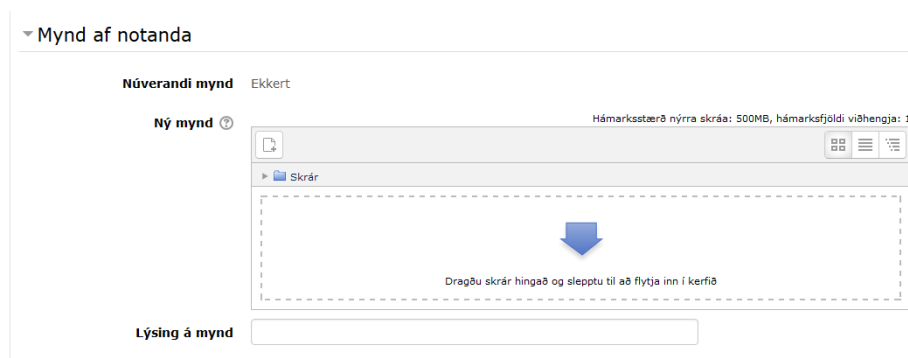 Mynd af notanda
Núverandi mynd Ekkert
Ný mynd
Hámarksstærð nýrra skráa: 500MB, hámarksfjöldi viðhengja: 1
Skrár
Dragðu skrár hingað og slepptu til að flytja inn í kerfið
Lýsing á mynd